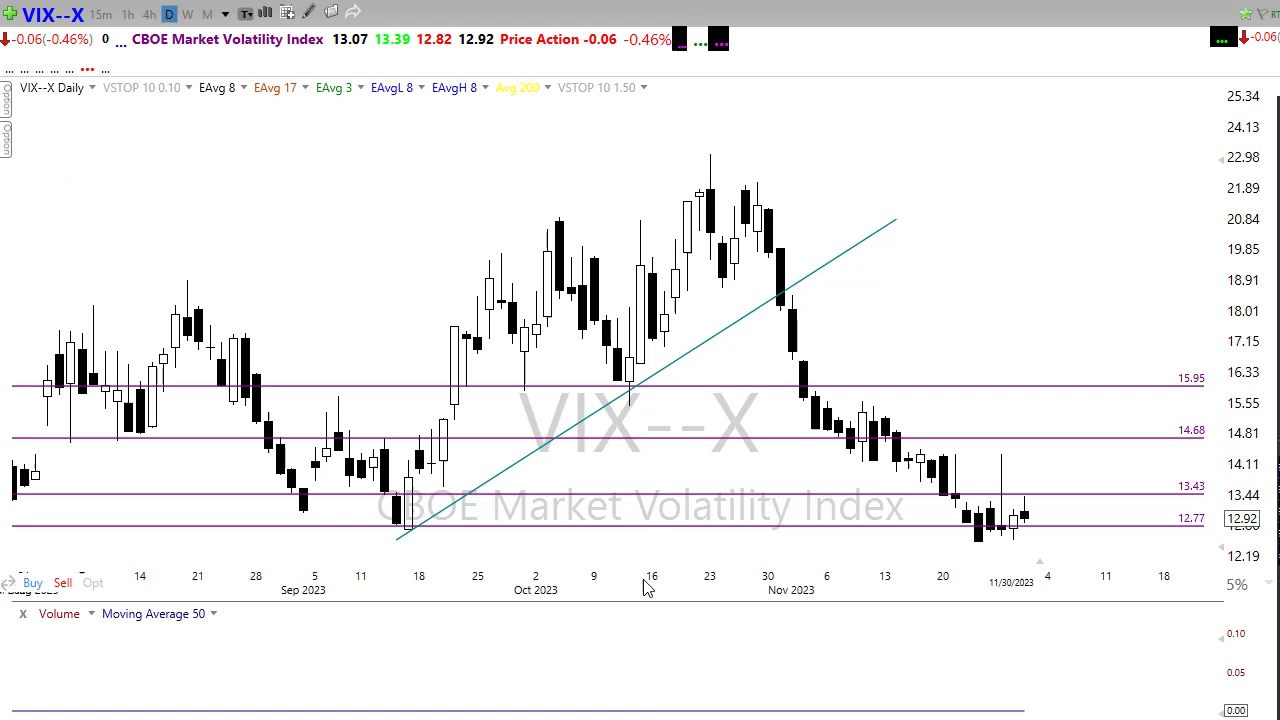 VIX--X 15m 1h 4h D W M T RT
-0.06(-0.46%) 0 ... CBOE Market Volatility Index 13.07 13.39 12.82 12.92 Price Action -0.06 -0.46% ... ... ... ... -0.06(
... ... ... ... ... ... ...
VIX--X Daily VSTOP 10 0.10 EAvg 8 EAvg 17 EAvg 3 EAvgL 8 EAvgH 8 Avg 200 VSTOP 10 1.50
Option
Option
25.34
24.13
22.98
21.89
20.84
19.85
18.91
18.01
17.15
16.33
15.95
15.55
14.81
14.68
14.11
13.43
13.44
12.77
12.92
12.19
VIX--X
CBOE Market Volatility Index
14 21 28 5 11 18 25 2 9 16 23 30 6 13 20 11/30/2023 4 11 18
Buy Sell Opt 5%
Sep 2023 Oct 2023 Nov 2023
X Volume Moving Average 50
0.10
0.05
0.00